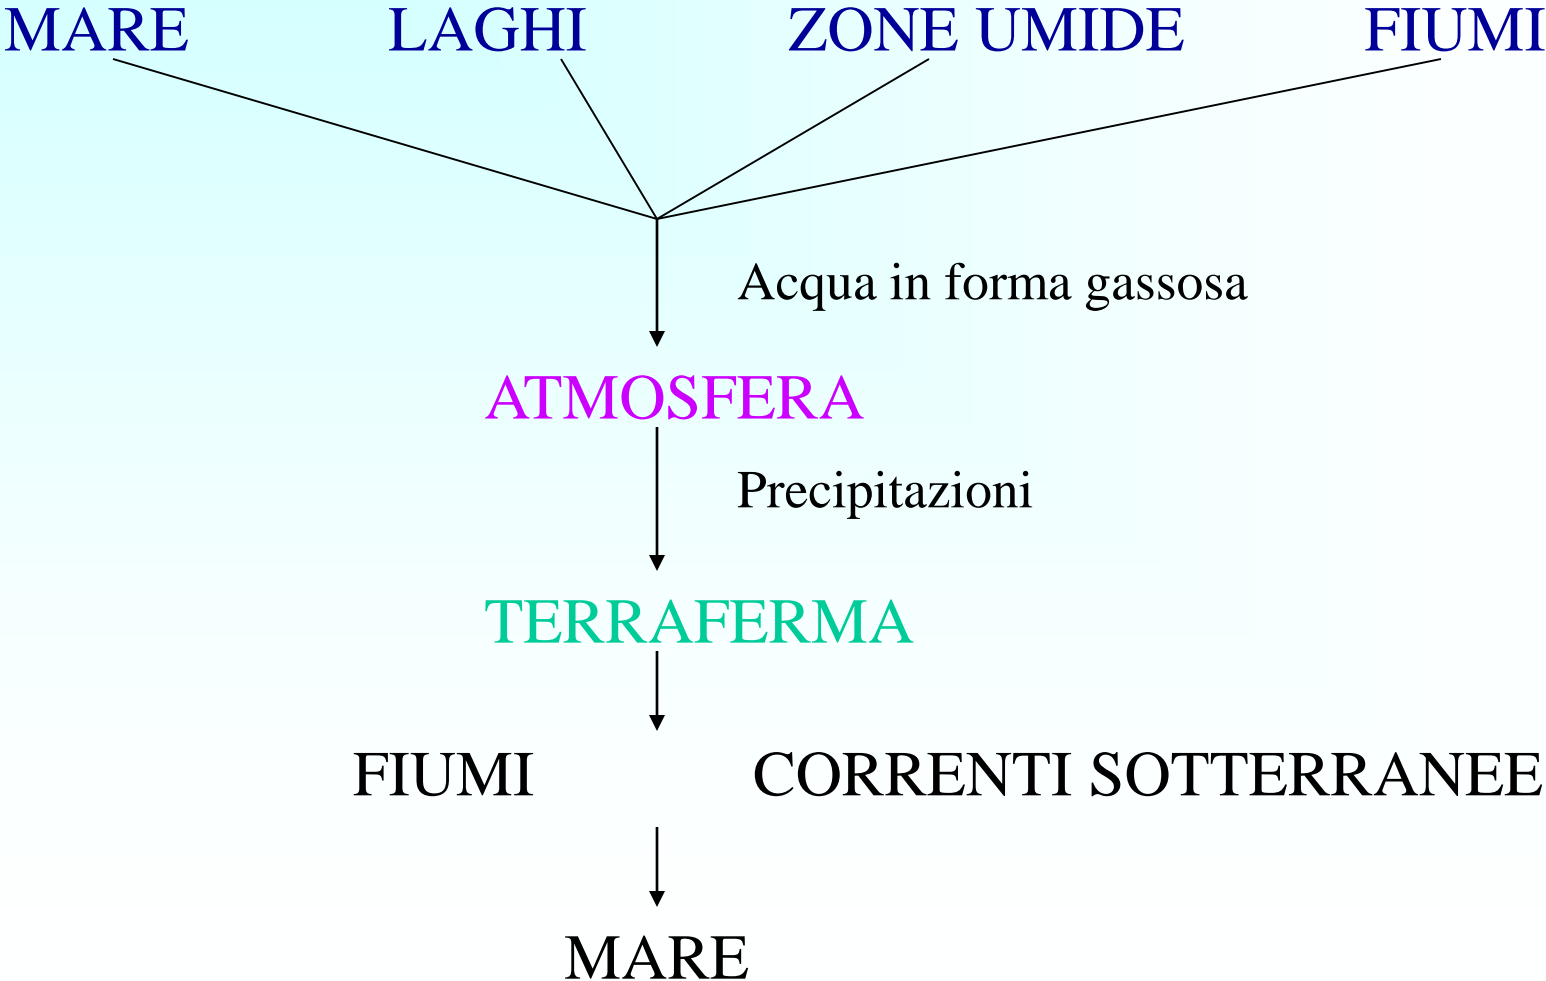 MARE LAGHI ZONE UMIDE FIUMI
Acqua in forma gassosa
ATMOSFERA
Precipitazioni
TERRAFERMA
FIUMI CORRENTI SOTTERRANEE
MARE